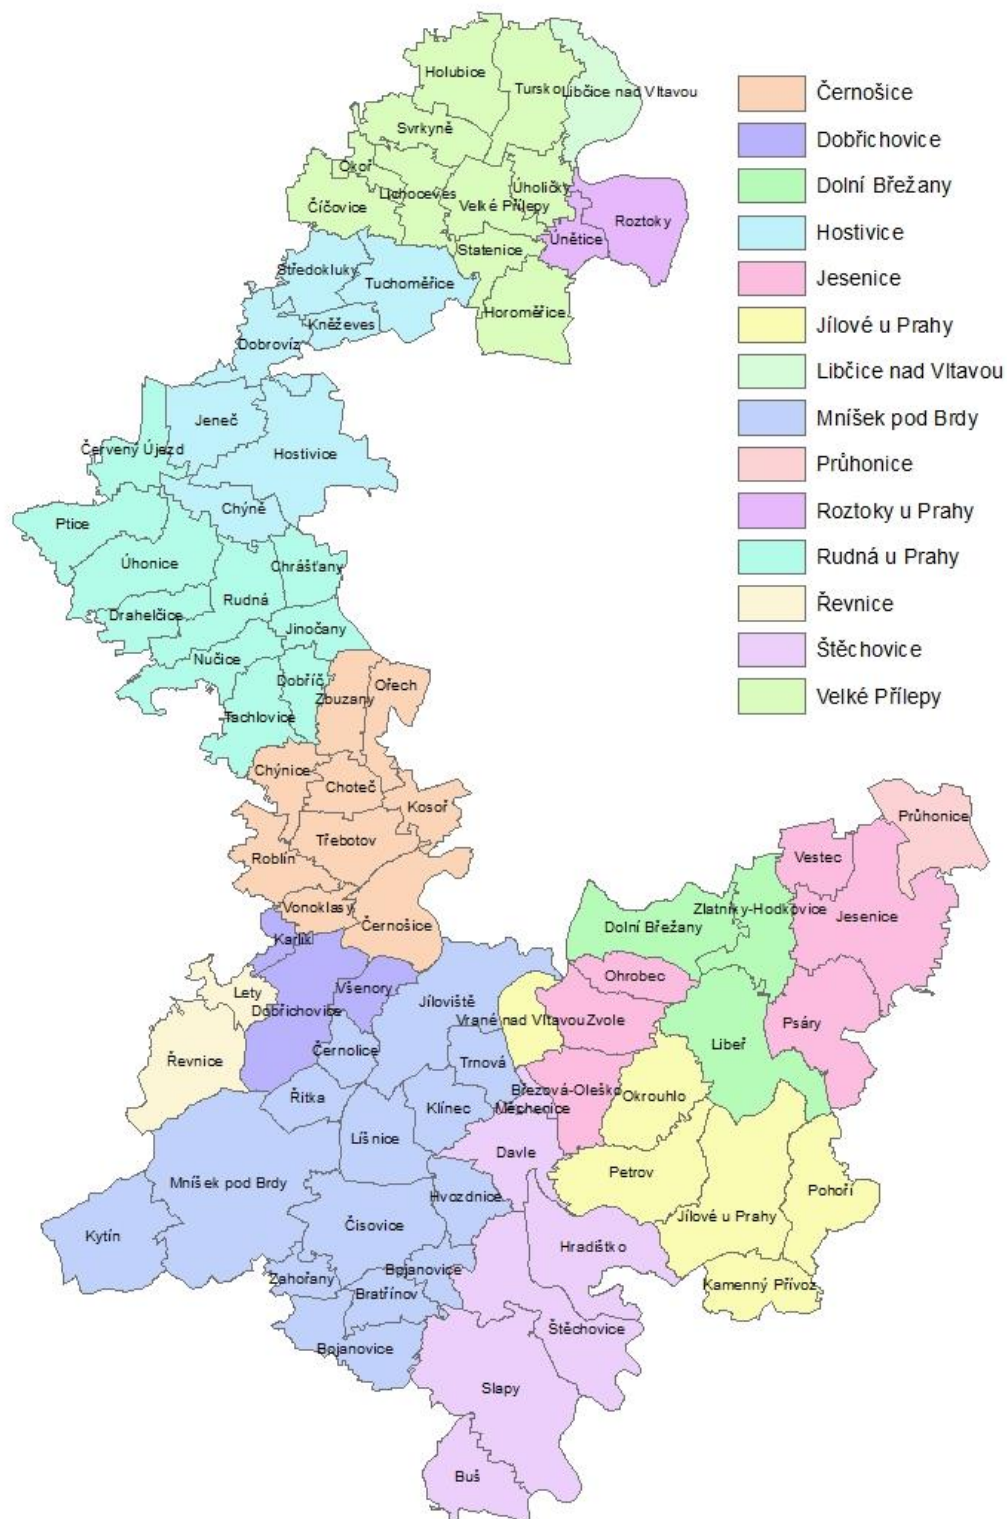 Holubice
Tursko
Libčice nad Vltavou
Svrkyně
Okoř
Lichoceves
Úholičky
Číčovice
Velké Přílepy
Roztoky
Únětice
Statenice
Středokluky
Tuchoměřice
Horoměřice
Kněževes
Dobrovíz
Jeneč
Červený Újezd
Hostivice
Chýně
Ptice
Úhonice
Chrášťany
Rudná
Drahelčice
Jinočany
Nučice
Dobříč
Ořech
Zbuzany
Tachlovice
Chýnice
Choteč
Kosoř
Průhonice
Třebotov
Roblín
Vestec
Vonoklasy
Zlatníky-Hodkovice
Jesenice
Černošice
Dolní Břežany
Karlík
Ohrobec
Lety
Všenory
Jíloviště
Dobřichovice
Vrané nad Vltavou
Zvole
Psáry
Libeř
Černolice
Řevnice
Trnová
Březová-Oleško
Okrouhlo
Řitka
Klínec
Měchenice
Líšnice
Davle
Petrov
Mníšek pod Brdy
Hvozdnice
Pohoří
Jílové u Prahy
Čisovice
Kytín
Hradištko
Bojanovice
Zahořany
Kamenný Přívoz
Bratřínov
Štěchovice
Bojanovice
Slapy
Buš
Černošice
Dobřichovice
Dolní Břežany
Hostivice
Jesenice
Jílové u Prahy
Libčice nad Vltavou
Mníšek pod Brdy
Průhonice
Roztoky u Prahy
Rudná u Prahy
Řevnice
Štěchovice
Velké Přílepy